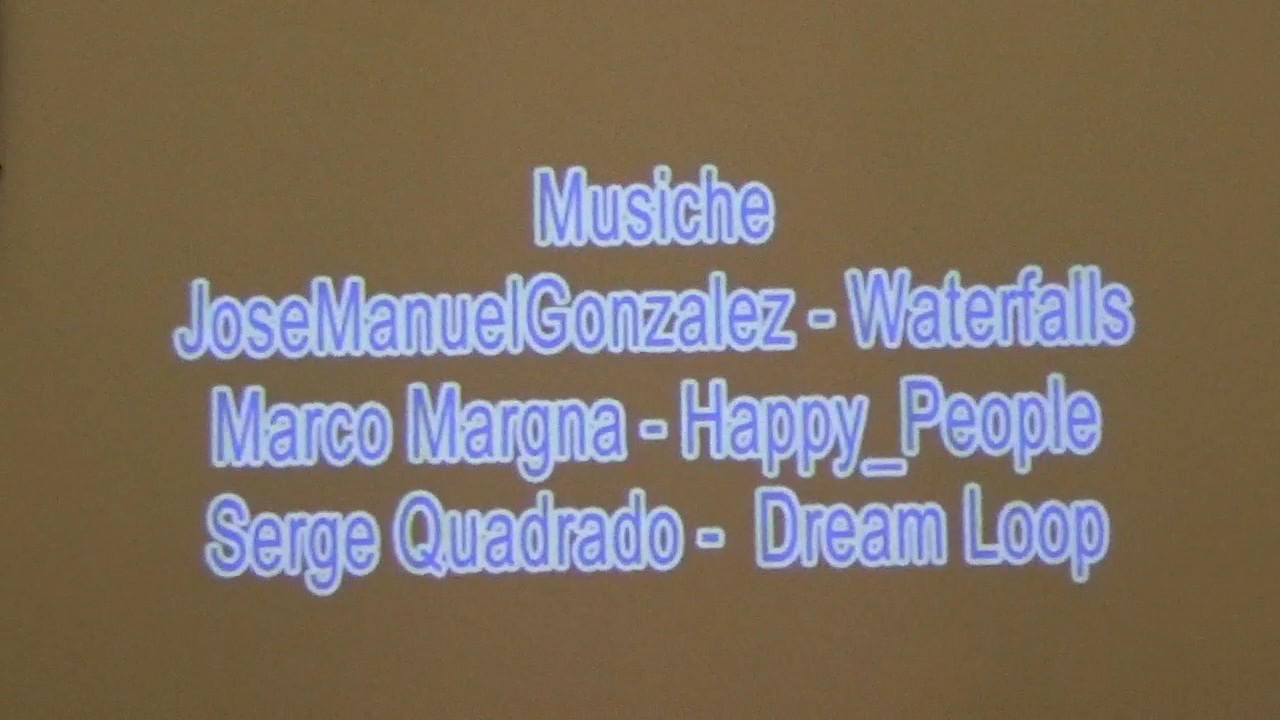 Musiche
JoseManuelGonzalez - Waterfalls
Marco Margna - Happy_People
Serge Quadrado - Dream Loop